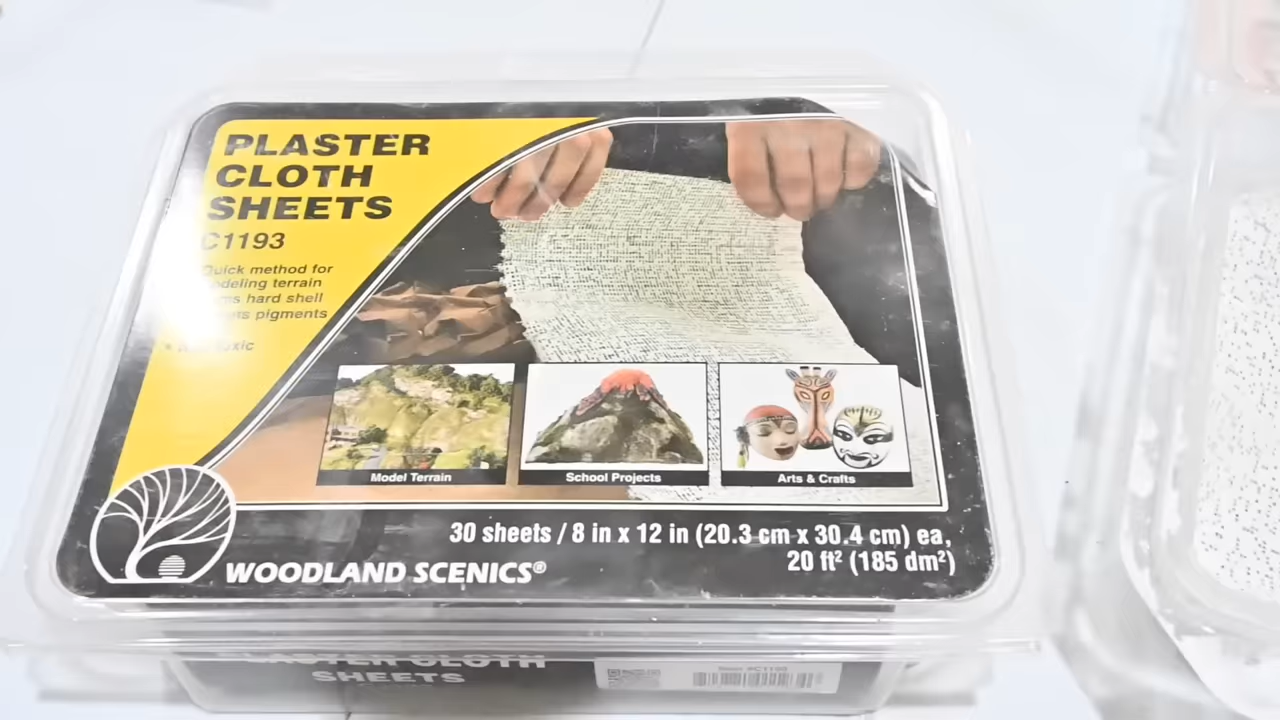 PLASTER
CLOTH
SHEETS
C1193
Quick method for
modeling terrain
hard shell
pigments
Model Terrain
School Projects
Arts & Crafts
30 sheets / 8 in x 12 in (20.3 cm x 30.4 cm) ea,
20 ft² (185 dm²)
WOODLAND SCENICS®
PLASTER CLOTH
SHEETS